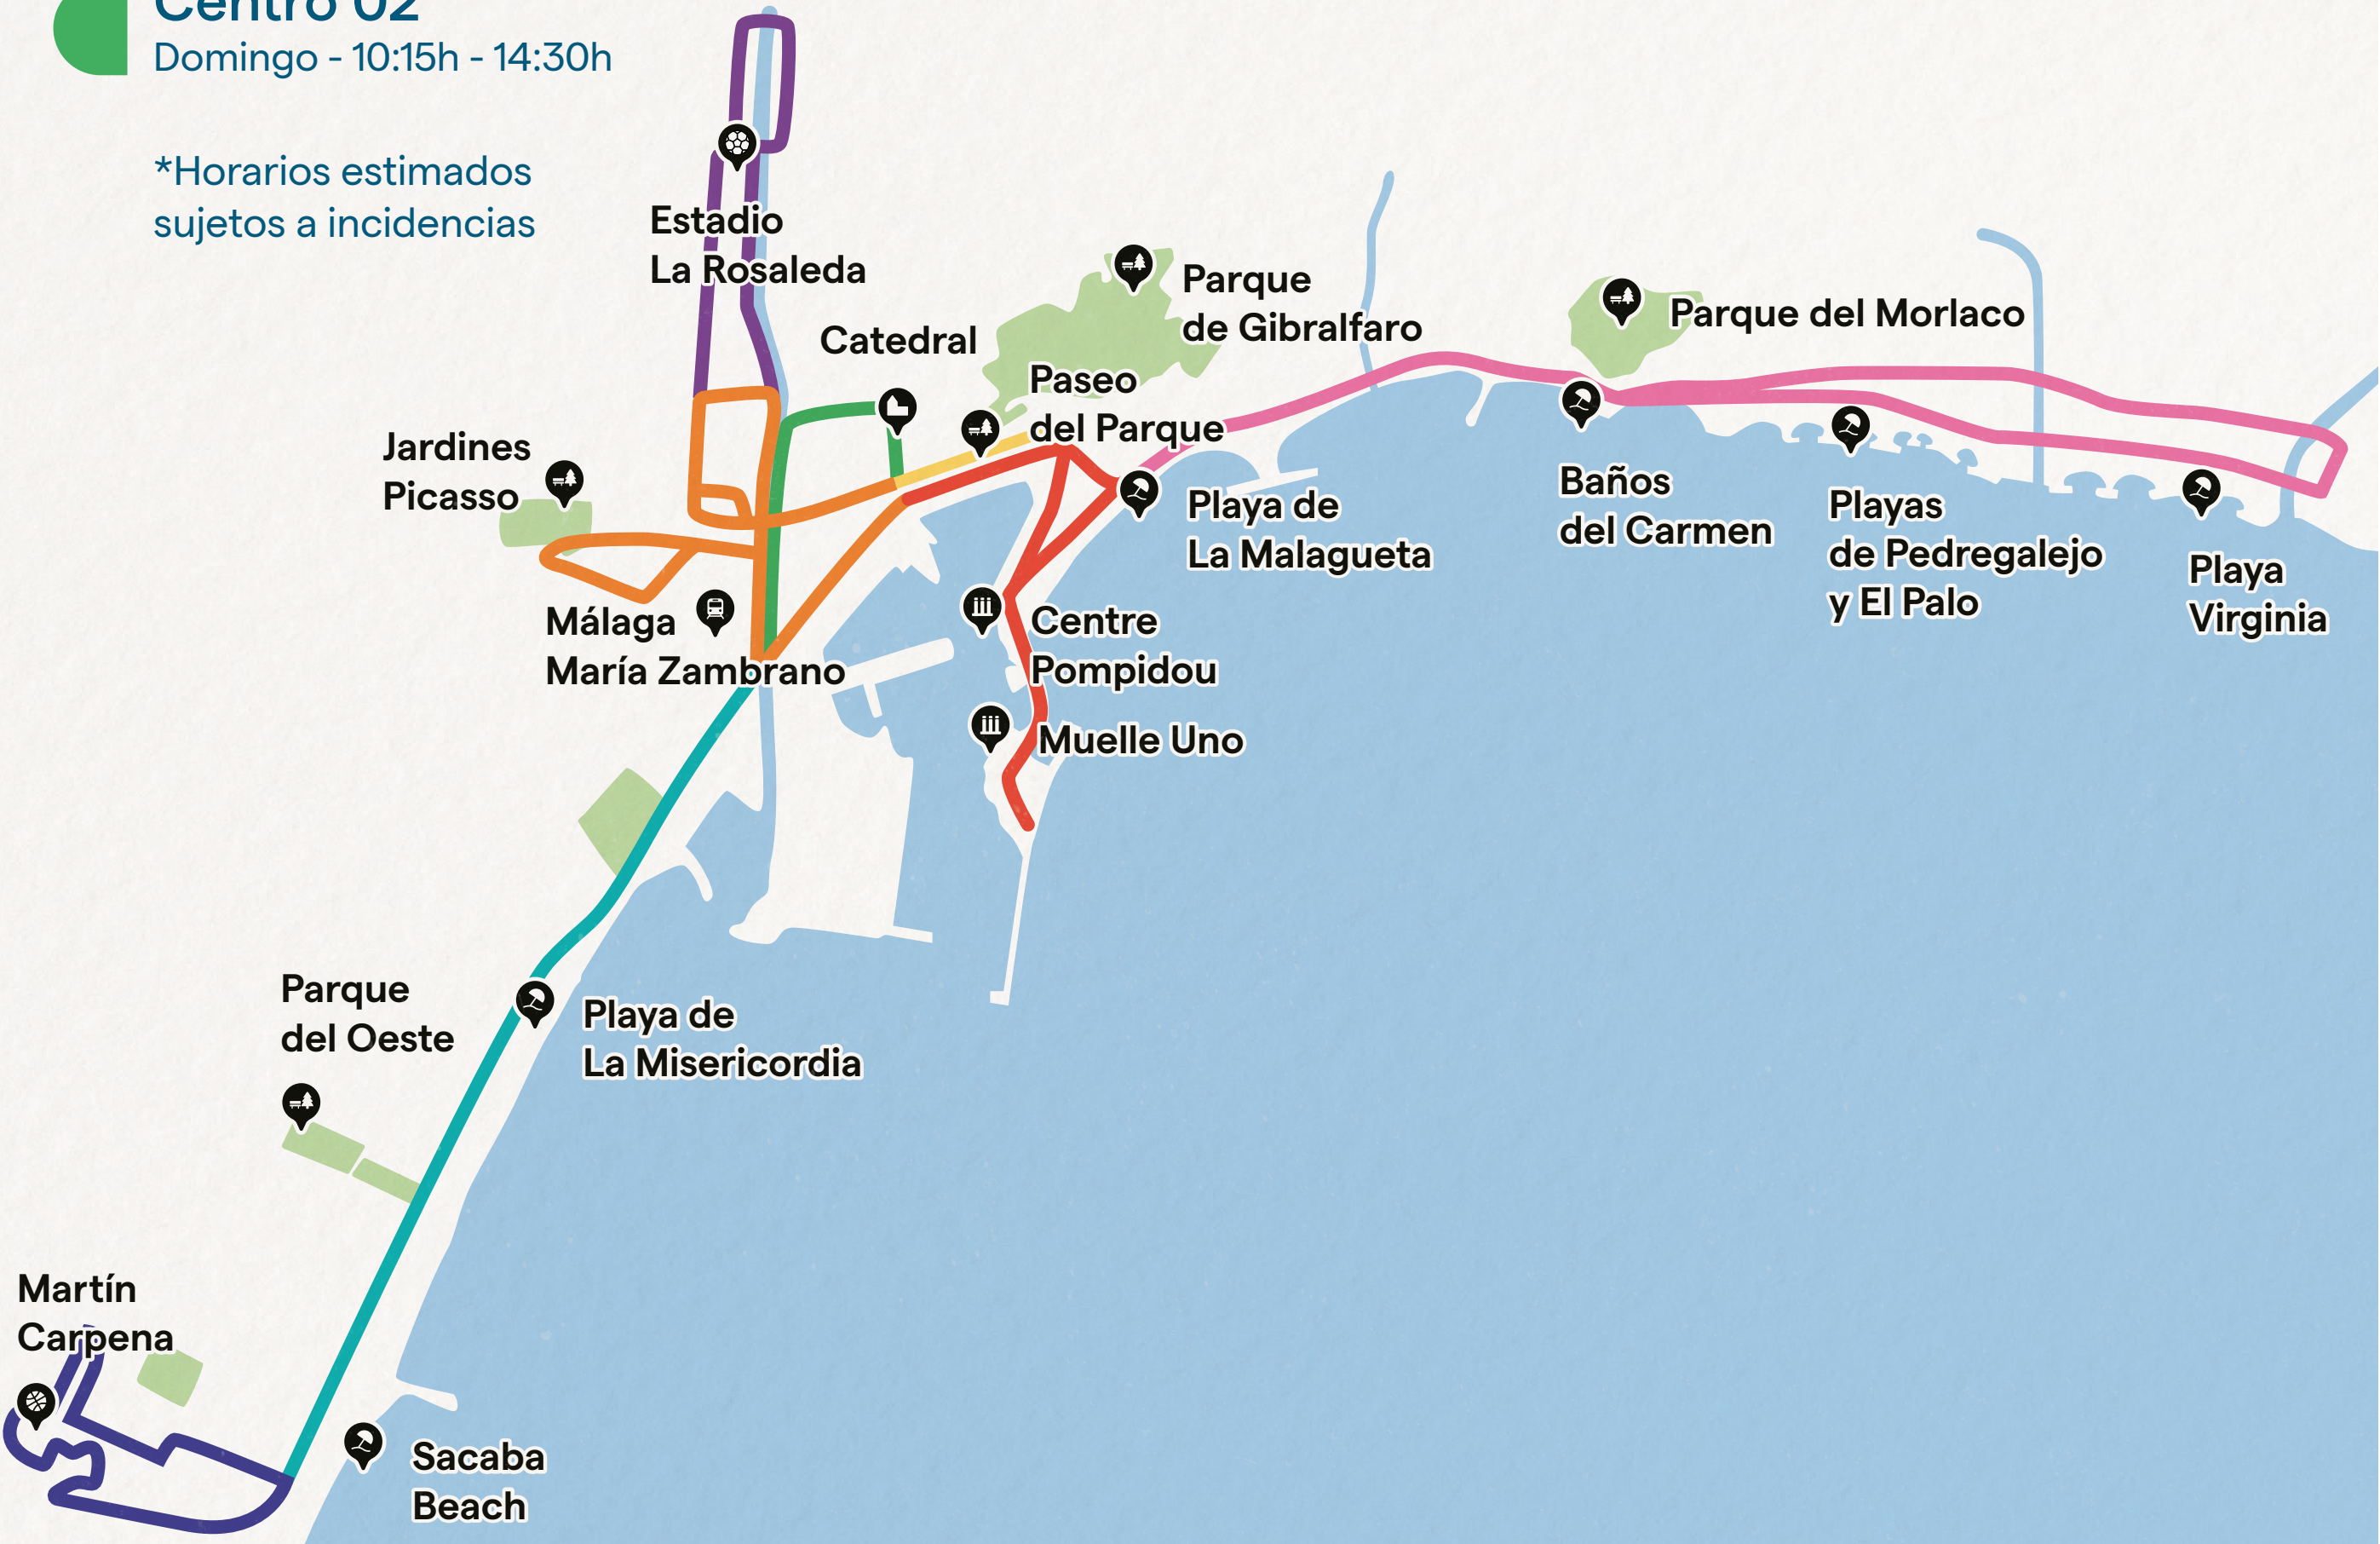 Centro 02
Domingo - 10:15h - 14:30h
*Horarios estimados
sujetos a incidencias
Estadio
La Rosaleda
Parque
de Gibralfaro
Parque del Morlaco
Catedral
Paseo
del Parque
Jardines
Picasso
Playa de
La Malagueta
Baños
del Carmen
Playas
de Pedregalejo
y El Palo
Playa
Virginia
Málaga
María Zambrano
Centre
Pompidou
Muelle Uno
Parque
del Oeste
Playa de
La Misericordia
Martín
Carpena
Sacaba
Beach